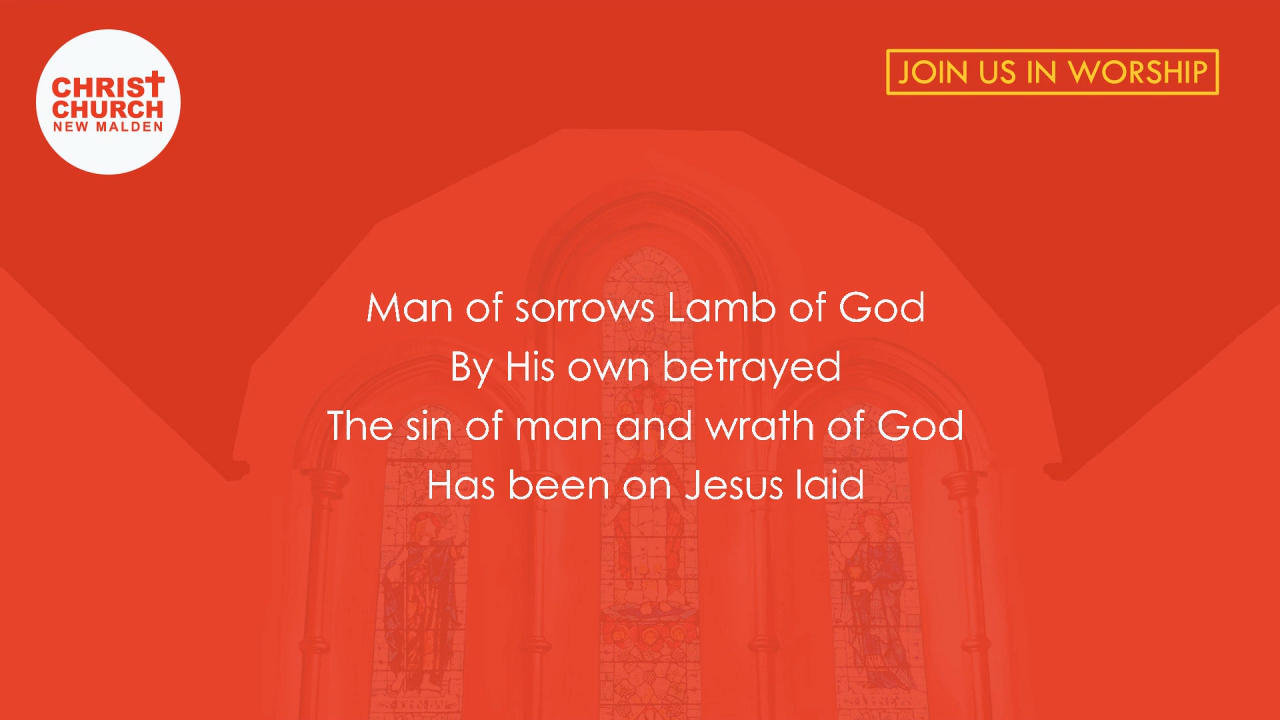 CHRIST
CHURCH
NEW MALDEN
JOIN US IN WORSHIP
Man of sorrows Lamb of God
By His own betrayed
The sin of man and wrath of God
Has been on Jesus laid